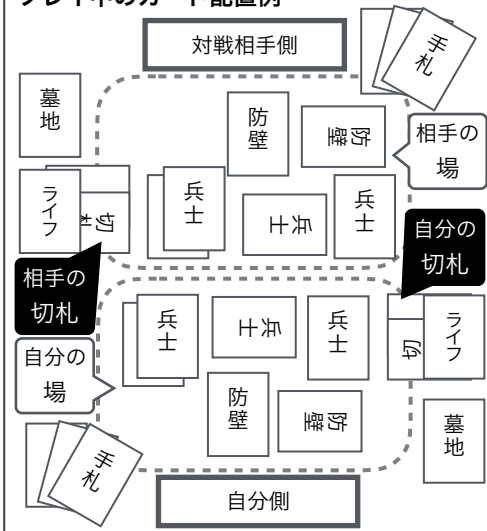 プレイ中のカード配置例
対戦相手側
手札
墓地
防壁
防壁
相手の
場
ライフ
切札
兵士
兵士
兵士
自分の
切札
相手の
切札
兵士
兵士
兵士
切
ライフ
自分の
場
防壁
防壁
墓地
手札
自分側